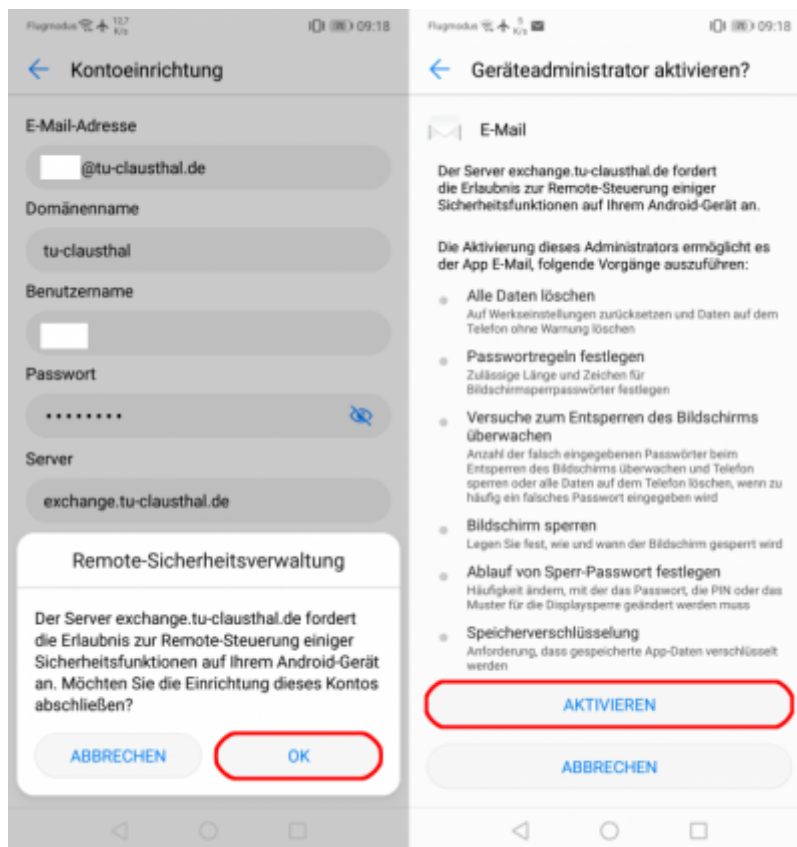 Flugmodus 12,7 K/s 09:18
Kontoeinrichtung
E-Mail-Adresse
@tu-clausthal.de
Domänenname
tu-clausthal
Benutzername
Passwort
••••••••
Server
exchange.tu-clausthal.de
Remote-Sicherheitsverwaltung
Der Server exchange.tu-clausthal.de fordert
die Erlaubnis zur Remote-Steuerung einiger
Sicherheitsfunktionen auf Ihrem Android-Gerät
an. Möchten Sie die Einrichtung dieses Kontos
abschließen?
ABBRECHEN OK
Flugmodus 5 K/s 09:18
Geräteadministrator aktivieren?
E-Mail
Der Server exchange.tu-clausthal.de fordert
die Erlaubnis zur Remote-Steuerung einiger
Sicherheitsfunktionen auf Ihrem Android-Gerät an.
Die Aktivierung dieses Administrators ermöglicht es
der App E-Mail, folgende Vorgänge auszuführen:
Alle Daten löschen
Auf Werkseinstellungen zurücksetzen und Daten auf dem
Telefon ohne Warnung löschen
Passwortregeln festlegen
Zulässige Länge und Zeichen für
Bildschirmsperrpasswörter festlegen
Versuche zum Entsperren des Bildschirms
überwachen
Anzahl der falsch eingegebenen Passwörter beim
Entsperren des Bildschirms überwachen und Telefon
sperren oder alle Daten auf dem Telefon löschen, wenn zu
häufig ein falsches Passwort eingegeben wird
Bildschirm sperren
Legen Sie fest, wie und wann der Bildschirm gesperrt wird
Ablauf von Sperr-Passwort festlegen
Häufigkeit ändern, mit der das Passwort, die PIN oder das
Muster für die Displaysperre geändert werden muss
Speicherverschlüsselung
Anforderung, dass gespeicherte App-Daten verschlüsselt
werden
AKTIVIEREN
ABBRECHEN